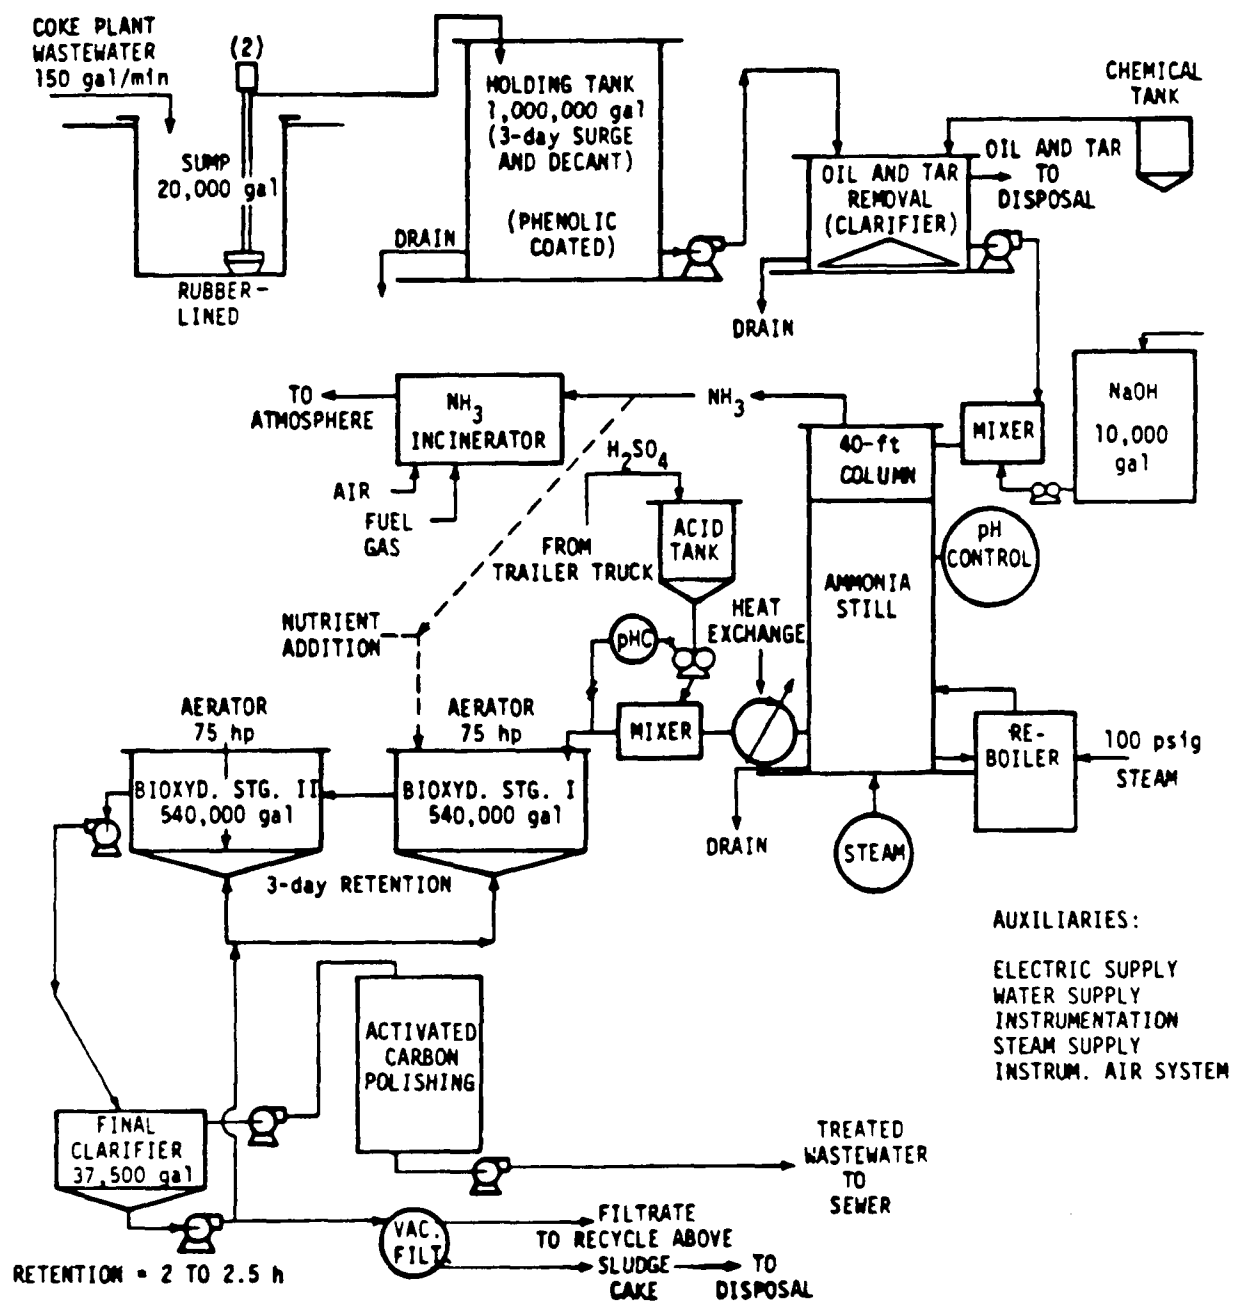 COKE PLANT
WASTEWATER
150 gal/min
(2)
SUMP
20,000 gal
RUBBER-
LINED
HOLDING TANK
1,000,000 gal
(3-day SURGE
AND DECANT)
(PHENOLIC
COATED)
DRAIN
CHEMICAL
TANK
OIL AND TAR
REMOVAL
(CLARIFIER)
OIL AND TAR
TO
DISPOSAL
DRAIN
NaOH
10,000
gal
MIXER
40-ft
COLUMN
NH3
NH3
INCINERATOR
TO
ATMOSPHERE
AIR
FUEL
GAS
H2SO4
FROM
TRAILER TRUCK
ACID
TANK
pH
CONTROL
AMMONIA
STILL
HEAT
EXCHANGE
pHC
NUTRIENT
ADDITION
MIXER
RE-
BOILER
100 psig
STEAM
AERATOR
75 hp
AERATOR
75 hp
BIOXYD. STG. II
540,000 gal
BIOXYD. STG. I
540,000 gal
DRAIN
STEAM
3-day RETENTION
AUXILIARIES:
ELECTRIC SUPPLY
WATER SUPPLY
INSTRUMENTATION
STEAM SUPPLY
INSTRUM. AIR SYSTEM
ACTIVATED
CARBON
POLISHING
FINAL
CLARIFIER
37,500 gal
TREATED
WASTEWATER
TO
SEWER
VAC.
FILT.
FILTRATE
TO RECYCLE ABOVE
SLUDGE
CAKE
TO
DISPOSAL
RETENTION = 2 TO 2.5 h